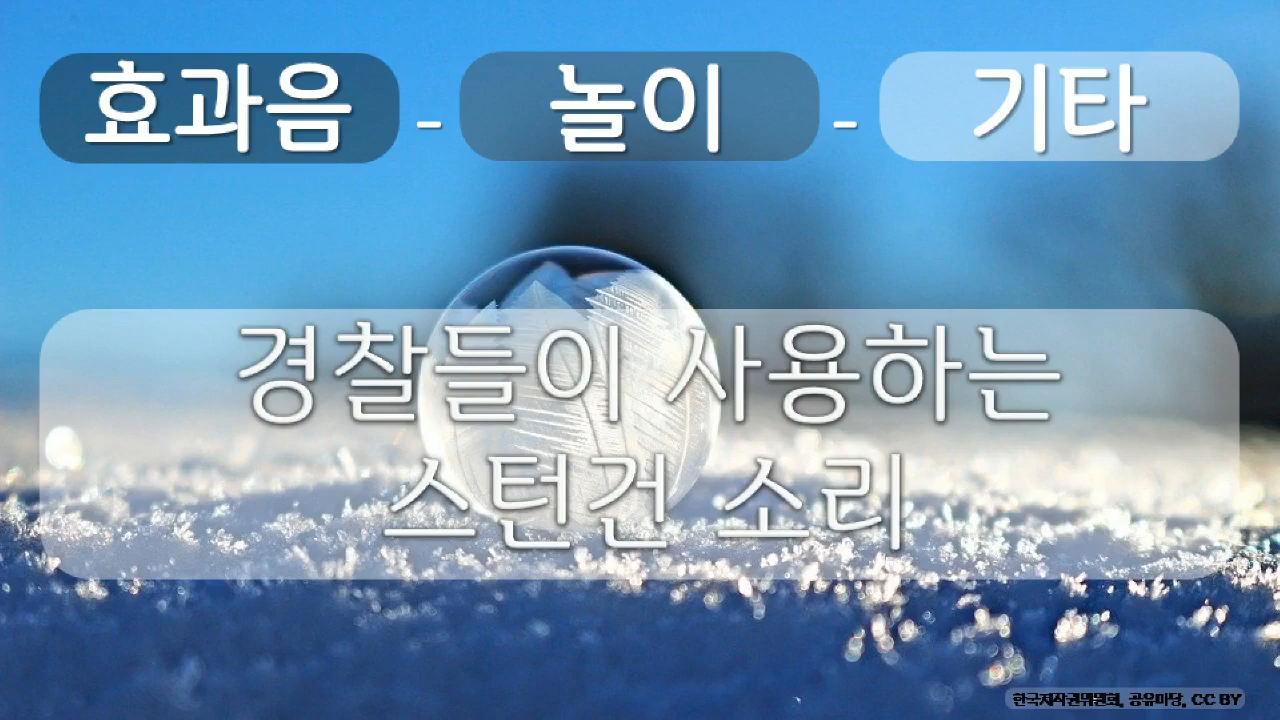 효과음 - 놀이 - 기타
경찰들이 사용하는
스턴건 소리
한국저작권위원회, 공유마당, CC BY